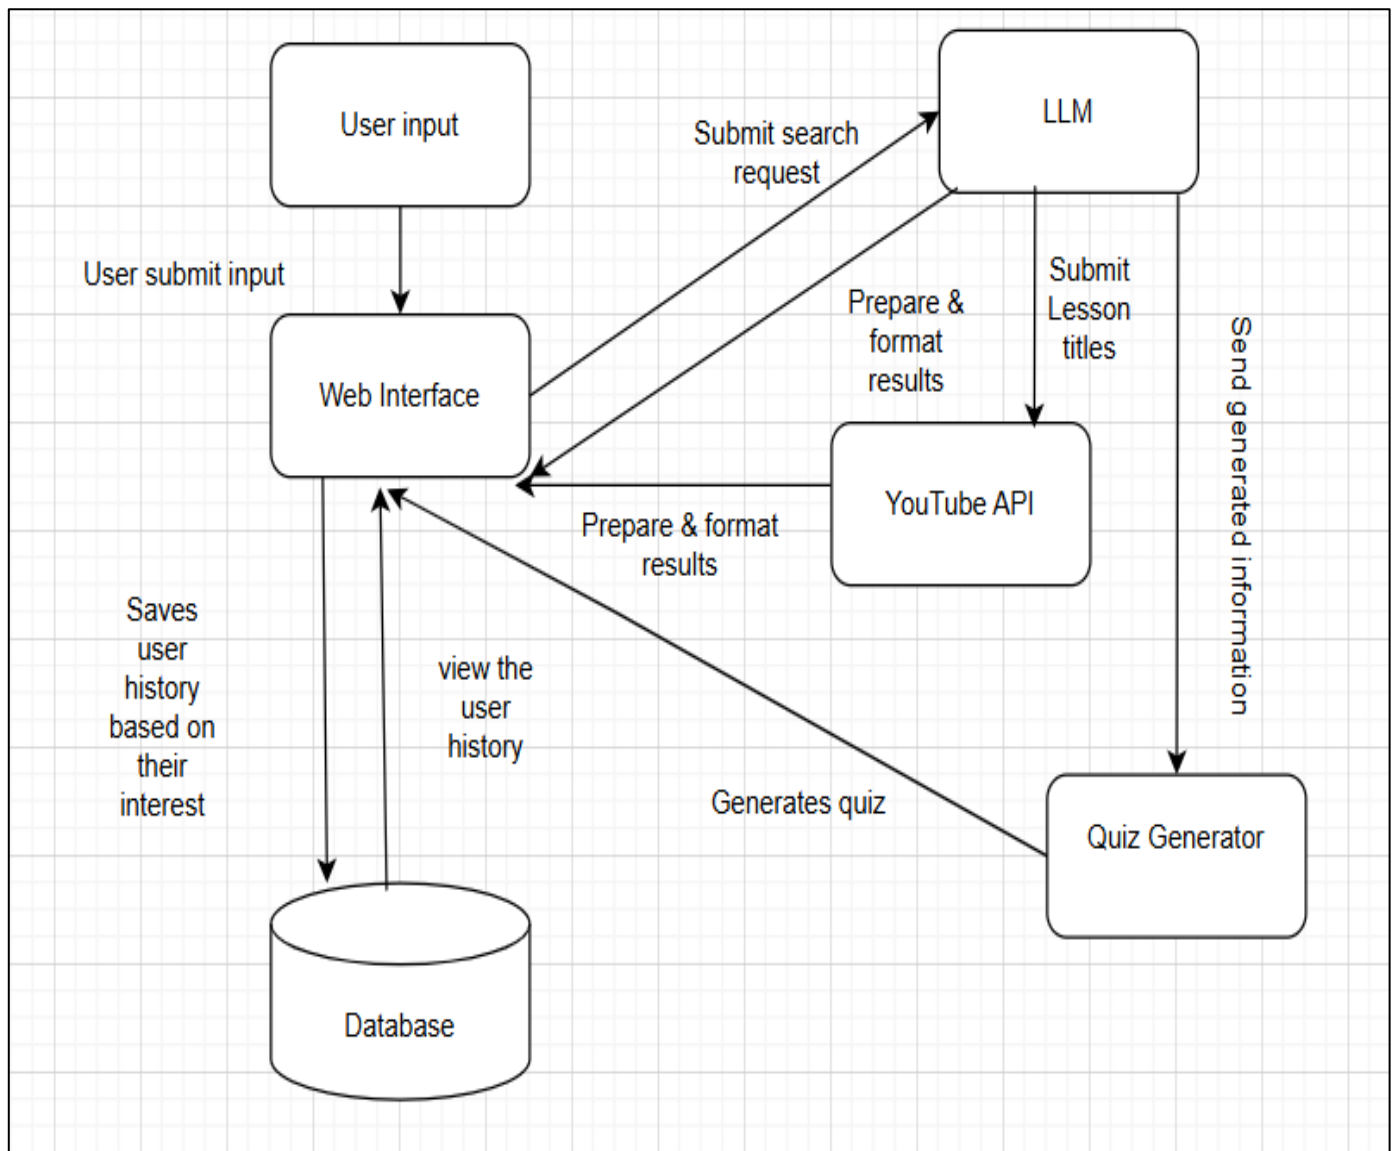 User input
LLM
Submit search
request
User submit input
Submit
Lesson
titles
Prepare &
format
results
Send generated information
Web Interface
YouTube API
Prepare & format
results
Saves
user
history
based on
their
interest
view the
user
history
Generates quiz
Quiz Generator
Database